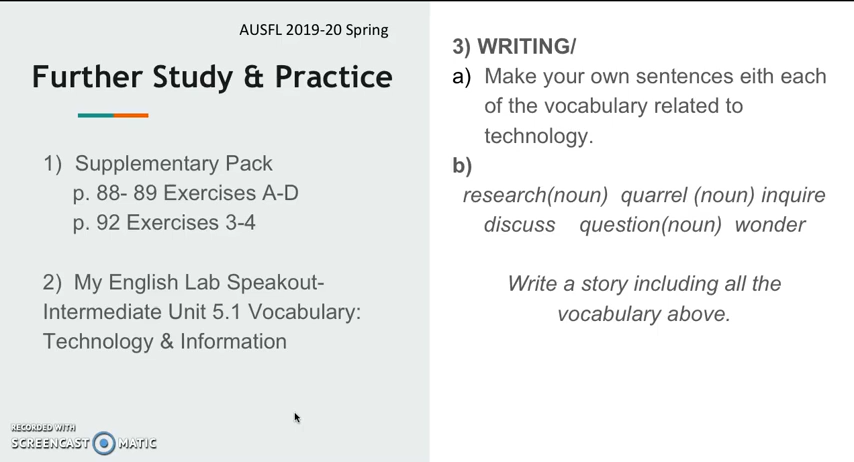 AUSFL 2019-20 Spring
Further Study & Practice
1) Supplementary Pack
p. 88- 89 Exercises A-D
p. 92 Exercises 3-4
2) My English Lab Speakout-
Intermediate Unit 5.1 Vocabulary:
Technology & Information
RECORDED WITH
SCREENCAST MATIC
3) WRITING/
a) Make your own sentences eith each
of the vocabulary related to
technology.
b)
research(noun) quarrel (noun) inquire
discuss question(noun) wonder
Write a story including all the
vocabulary above.